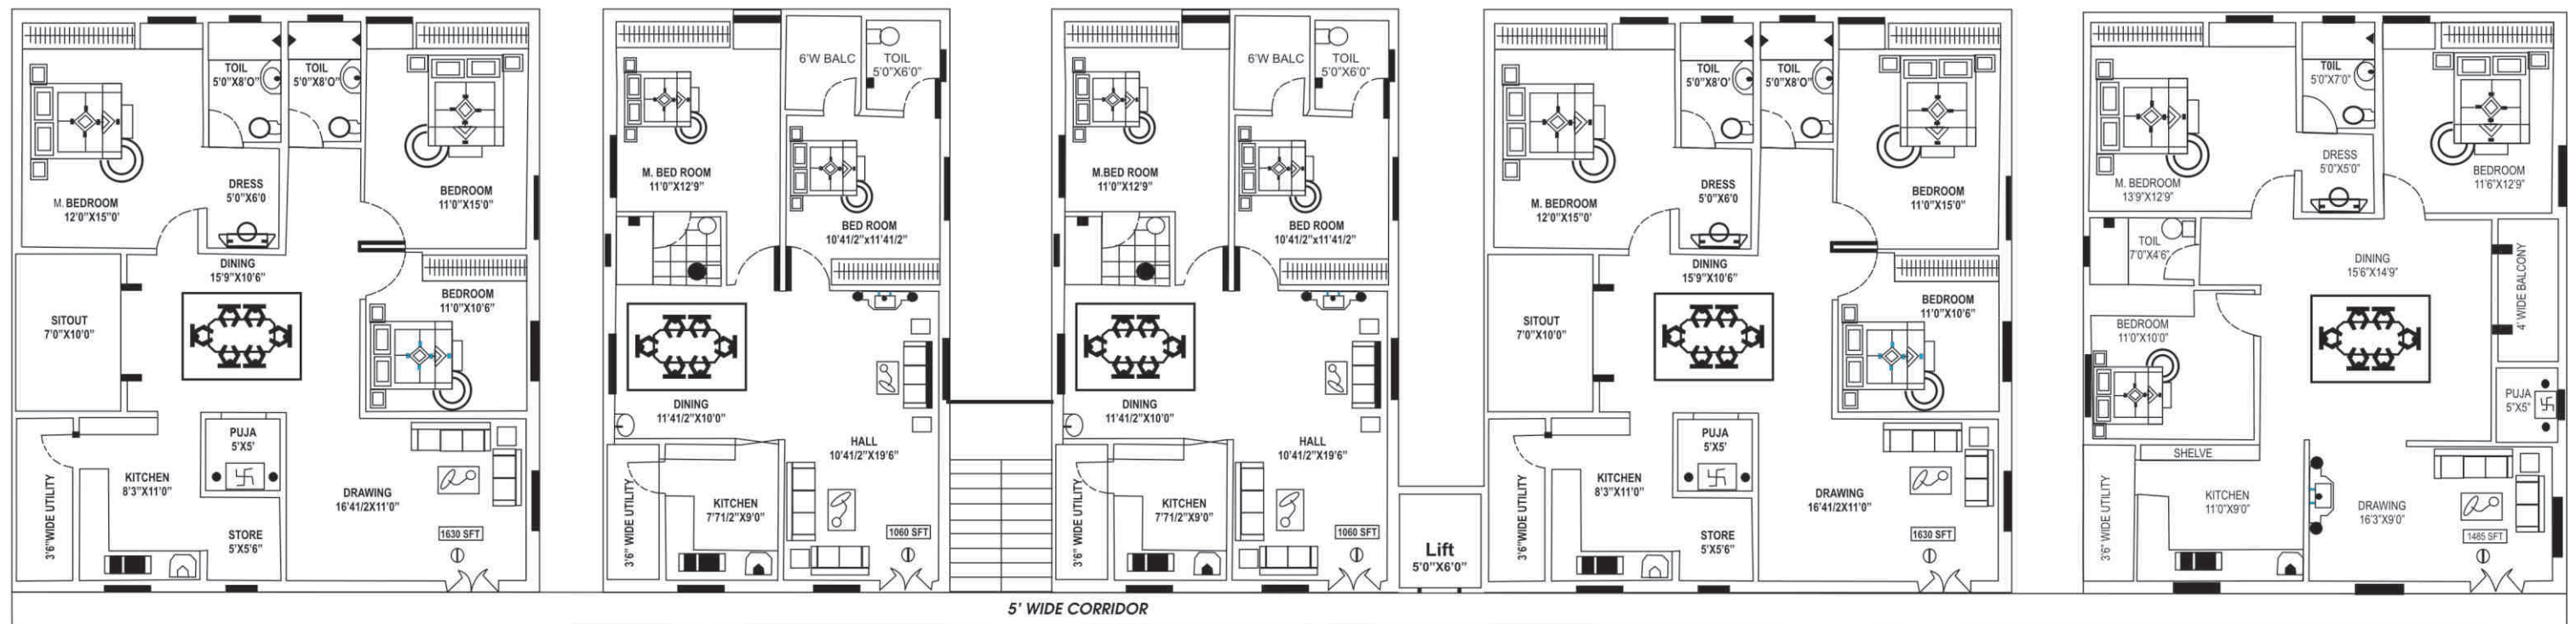 TOIL
5'0"X8'O"
TOIL
5'0"X8'O"
M. BEDROOM
12'0"X15"0'
DRESS
5'0"X6'0
BEDROOM
11'0"X15'0"
DINING
15'9"X10'6"
SITOUT
7'0"X10'0"
BEDROOM
11'0"X10'6"
PUJA
5'X5'
KITCHEN
8'3"X11'0"
3'6"WIDE UTILITY
STORE
5'X5'6"
DRAWING
16'41/2X11'0"
1630 SFT
6'W BALC
TOIL
5'0"X6'0"
M. BED ROOM
11'0"X12'9"
BED ROOM
10'41/2"x11'41/2"
DINING
11'41/2"X10'0"
HALL
10'41/2"X19'6"
3'6" WIDE UTILITY
KITCHEN
7'71/2"X9'0"
1060 SFT
6'W BALC
TOIL
5'0"X6'0"
M.BED ROOM
11'0"X12'9"
BED ROOM
10'41/2"x11'41/2"
DINING
11'41/2"X10'0"
HALL
10'41/2"X19'6"
3'6" WIDE UTILITY
KITCHEN
7'71/2"X9'0"
1060 SFT
Lift
5'0"X6'0"
TOIL
5'0"X8'O'
TOIL
5'0"X8'O"
M. BEDROOM
12'0"X15"0'
DRESS
5'0"X6'0
BEDROOM
11'0"X15'0"
DINING
15'9"X10'6"
SITOUT
7'0"X10'0"
BEDROOM
11'0"X10'6"
PUJA
5'X5'
KITCHEN
8'3"X11'0"
3'6"WIDE UTILITY
STORE
5'X5'6"
DRAWING
16'41/2X11'0"
1630 SFT
TOIL
5'0"X7'0"
M. BEDROOM
13'9"X12'9"
DRESS
5'0"X5'0"
BEDROOM
11'6"X12'9"
TOIL
7'0"X4'6"
DINING
15'6"X14'9"
4' WIDE BALCONY
BEDROOM
11'0"X10'0"
PUJA
5"X5"
SHELVE
3'6" WIDE UTILITY
KITCHEN
11'0"X9'0"
DRAWING
16'3"X9'0"
1485 SFT
5' WIDE CORRIDOR